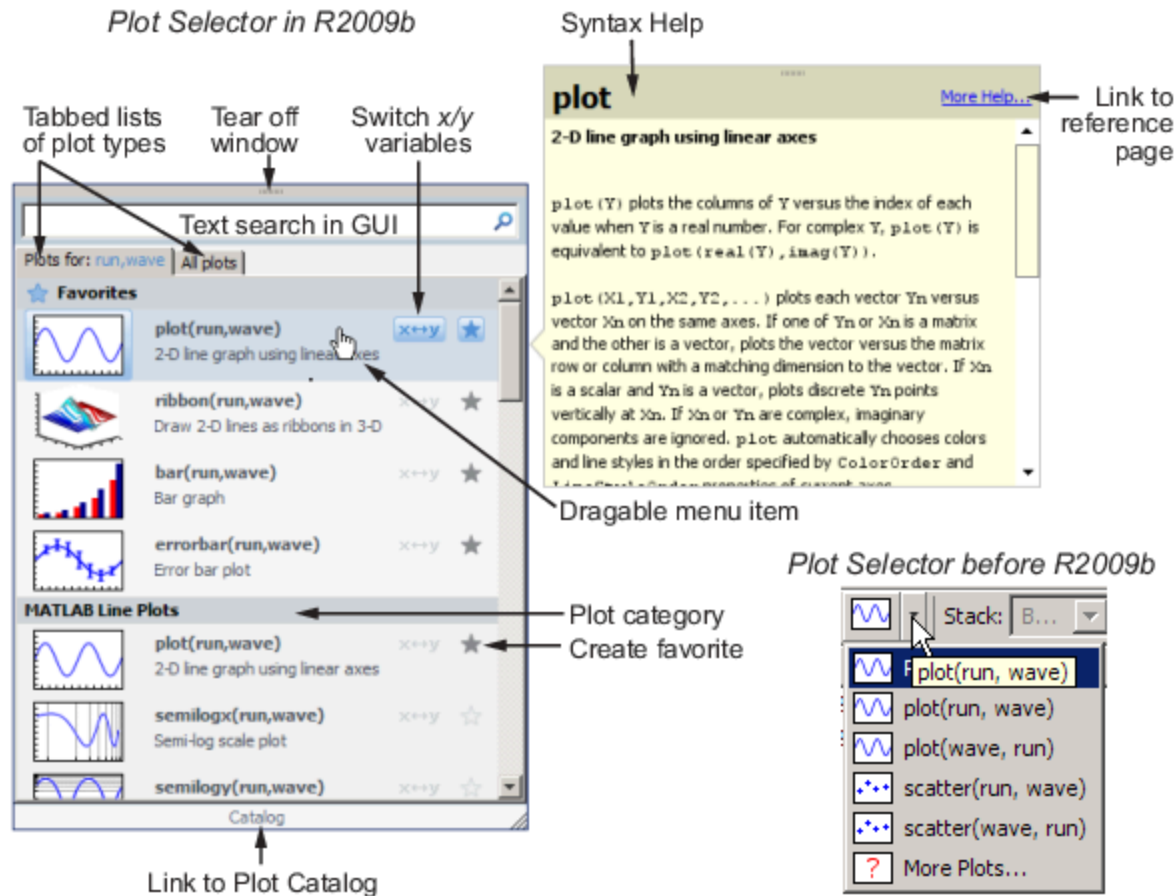 Plot Selector in R2009b
Syntax Help
Tabbed lists
of plot types
Tear off
window
Switch x/y
variables
plot
More Help...
Link to
reference
page
2-D line graph using linear axes
plot(Y) plots the columns of Y versus the index of each
value when Y is a real number. For complex Y, plot(Y) is
equivalent to plot(real(Y),imag(Y)).
plot(X1,Y1,X2,Y2,...) plots each vector Yn versus
vector Xn on the same axes. If one of Yn or Xn is a matrix
and the other is a vector, plots the vector versus the matrix
row or column with a matching dimension to the vector. If Xn
is a scalar and Yn is a vector, plots discrete Yn points
vertically at Xn. If Xn or Yn are complex, imaginary
components are ignored. plot automatically chooses colors
and line styles in the order specified by ColorOrder and
LineStyleOrder properties of current axes.
Text search in GUI
Plots for: run,wave
All plots
Favorites
plot(run,wave)
x↔y
2-D line graph using linear axes
ribbon(run,wave)
x↔y
Draw 2-D lines as ribbons in 3-D
bar(run,wave)
x↔y
Bar graph
errorbar(run,wave)
x↔y
Error bar plot
MATLAB Line Plots
plot(run,wave)
x↔y
2-D line graph using linear axes
semilogx(run,wave)
x↔y
Semi-log scale plot
semilogy(run,wave)
x↔y
Catalog
Link to Plot Catalog
Dragable menu item
Plot category
Create favorite
Plot Selector before R2009b
Stack: B...
plot(run, wave)
plot(run, wave)
plot(wave, run)
scatter(run, wave)
scatter(wave, run)
? More Plots...